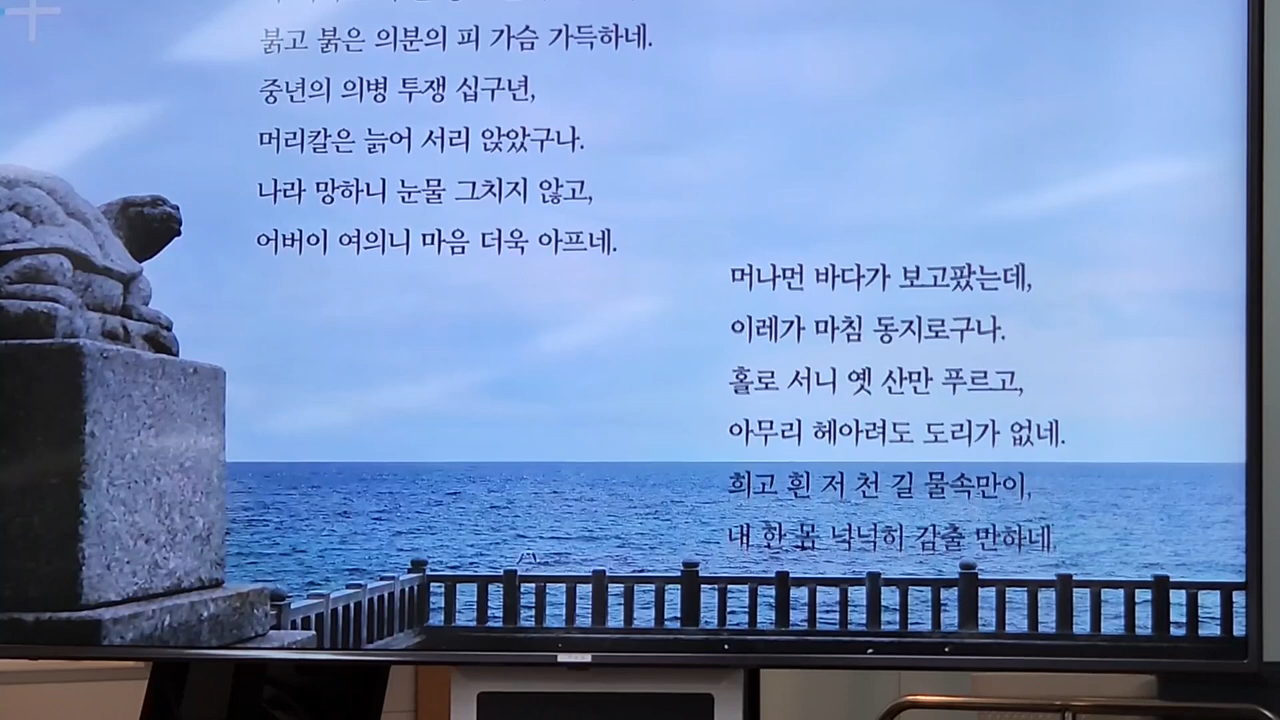 붉고 붉은 의분의 피 가슴 가득하네.
중년의 의병 투쟁 십구년,
머리칼은 늙어 서리 앉았구나.
나라 망하니 눈물 그치지 않고,
어버이 여의니 마음 더욱 아프네.
머나먼 바다가 보고팠는데,
이레가 마침 동지로구나.
홀로 서니 옛 산만 푸르고,
아무리 헤아려도 도리가 없네.
희고 흰 저 천 길 물속만이,
내 한 몸 넉넉히 감출 만하네.